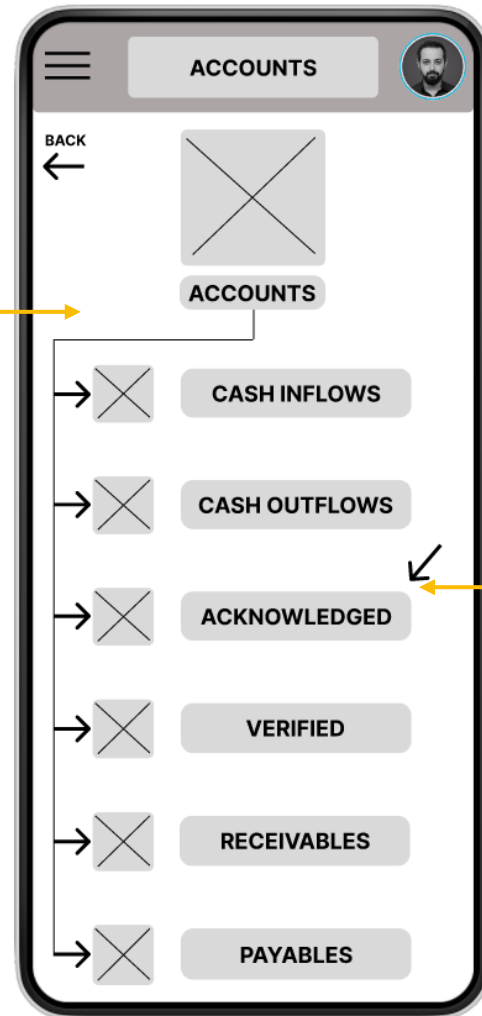 ACCOUNTS
BACK
ACCOUNTS
CASH INFLOWS
CASH OUTFLOWS
ACKNOWLEDGED
VERIFIED
RECEIVABLES
PAYABLES